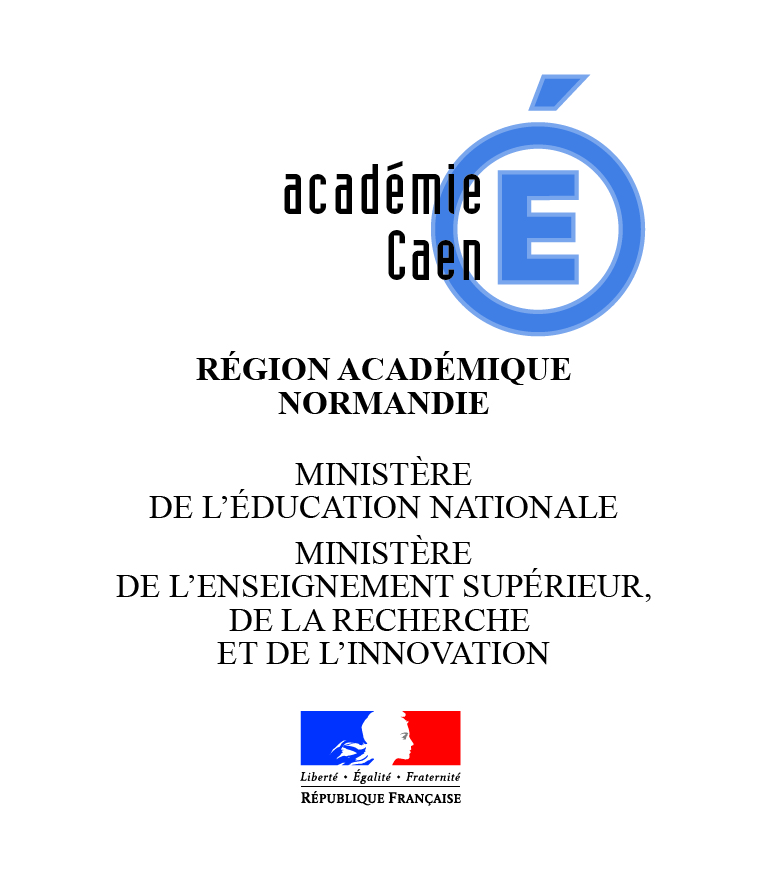 académie
Caen
É
RÉGION ACADÉMIQUE
NORMANDIE
MINISTÈRE
DE L’ÉDUCATION NATIONALE
MINISTÈRE
DE L’ENSEIGNEMENT SUPÉRIEUR,
DE LA RECHERCHE
ET DE L’INNOVATION
Liberté • Égalité • Fraternité
RÉPUBLIQUE FRANÇAISE